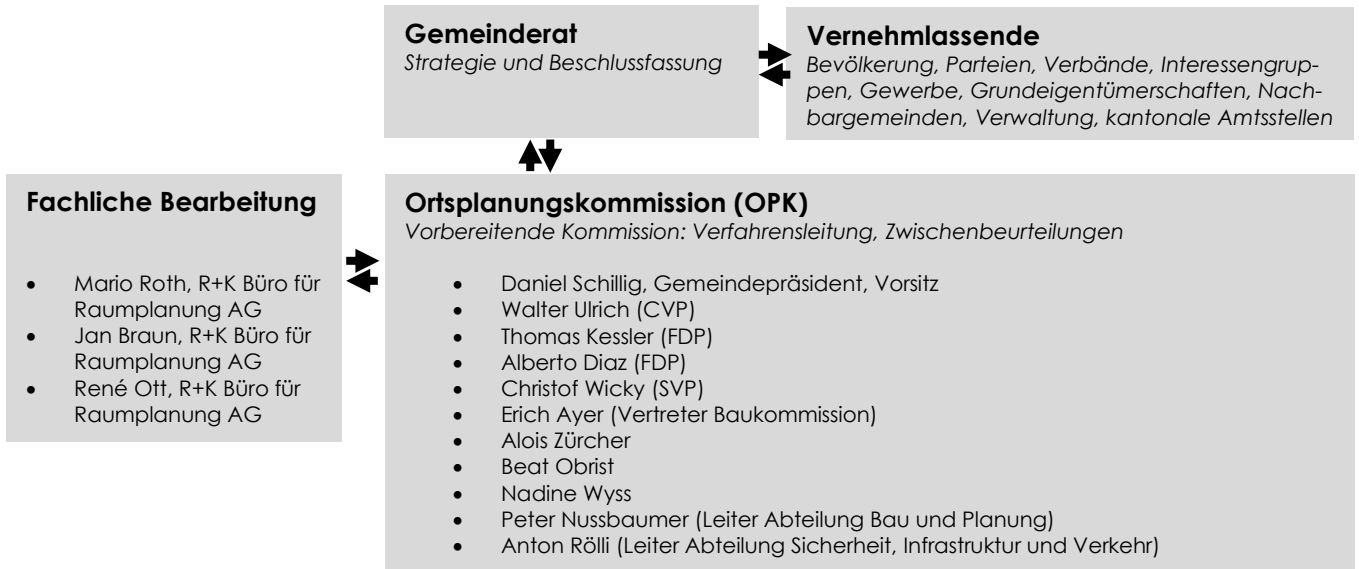 Gemeinderat
Strategie und Beschlussfassung
Vernehmlassende
Bevölkerung, Parteien, Verbände, Interessengrup-
pen, Gewerbe, Grundeigentümerschaften, Nach-
bargemeinden, Verwaltung, kantonale Amtsstellen
Fachliche Bearbeitung
• Mario Roth, R+K Büro für
Raumplanung AG
• Jan Braun, R+K Büro für
Raumplanung AG
• René Ott, R+K Büro für
Raumplanung AG
Ortsplanungskommission (OPK)
Vorbereitende Kommission: Verfahrensleitung, Zwischenbeurteilungen
• Daniel Schillig, Gemeindepräsident, Vorsitz
• Walter Ulrich (CVP)
• Thomas Kessler (FDP)
• Alberto Diaz (FDP)
• Christof Wicky (SVP)
• Erich Ayer (Vertreter Baukommission)
• Alois Zürcher
• Beat Obrist
• Nadine Wyss
• Peter Nussbaumer (Leiter Abteilung Bau und Planung)
• Anton Rölli (Leiter Abteilung Sicherheit, Infrastruktur und Verkehr)